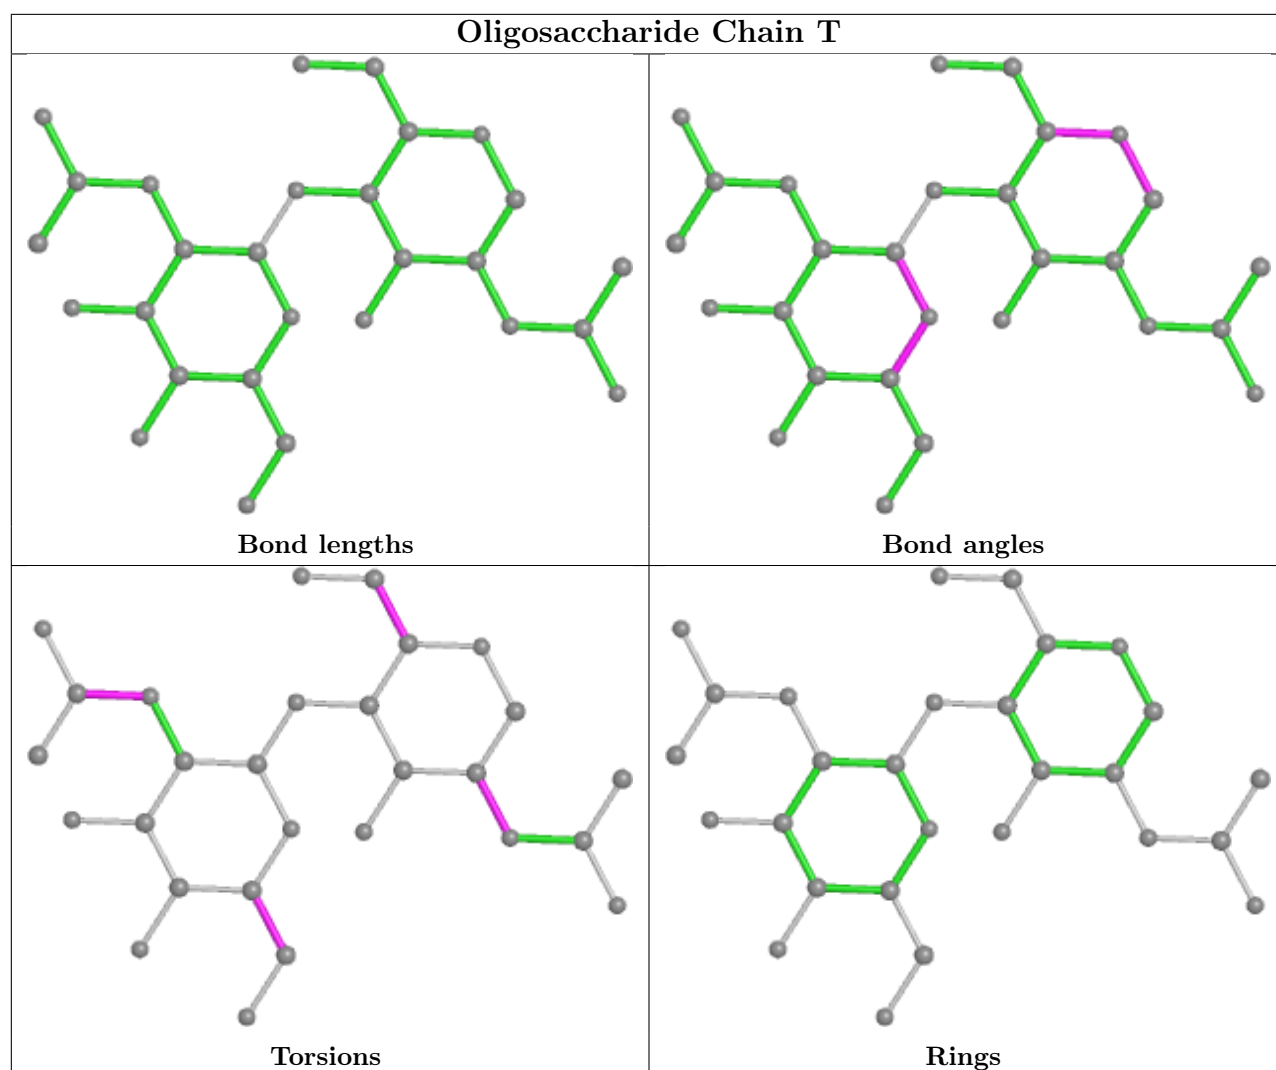 Oligosaccharide Chain T
Bond lengths
Bond angles
Torsions
Rings